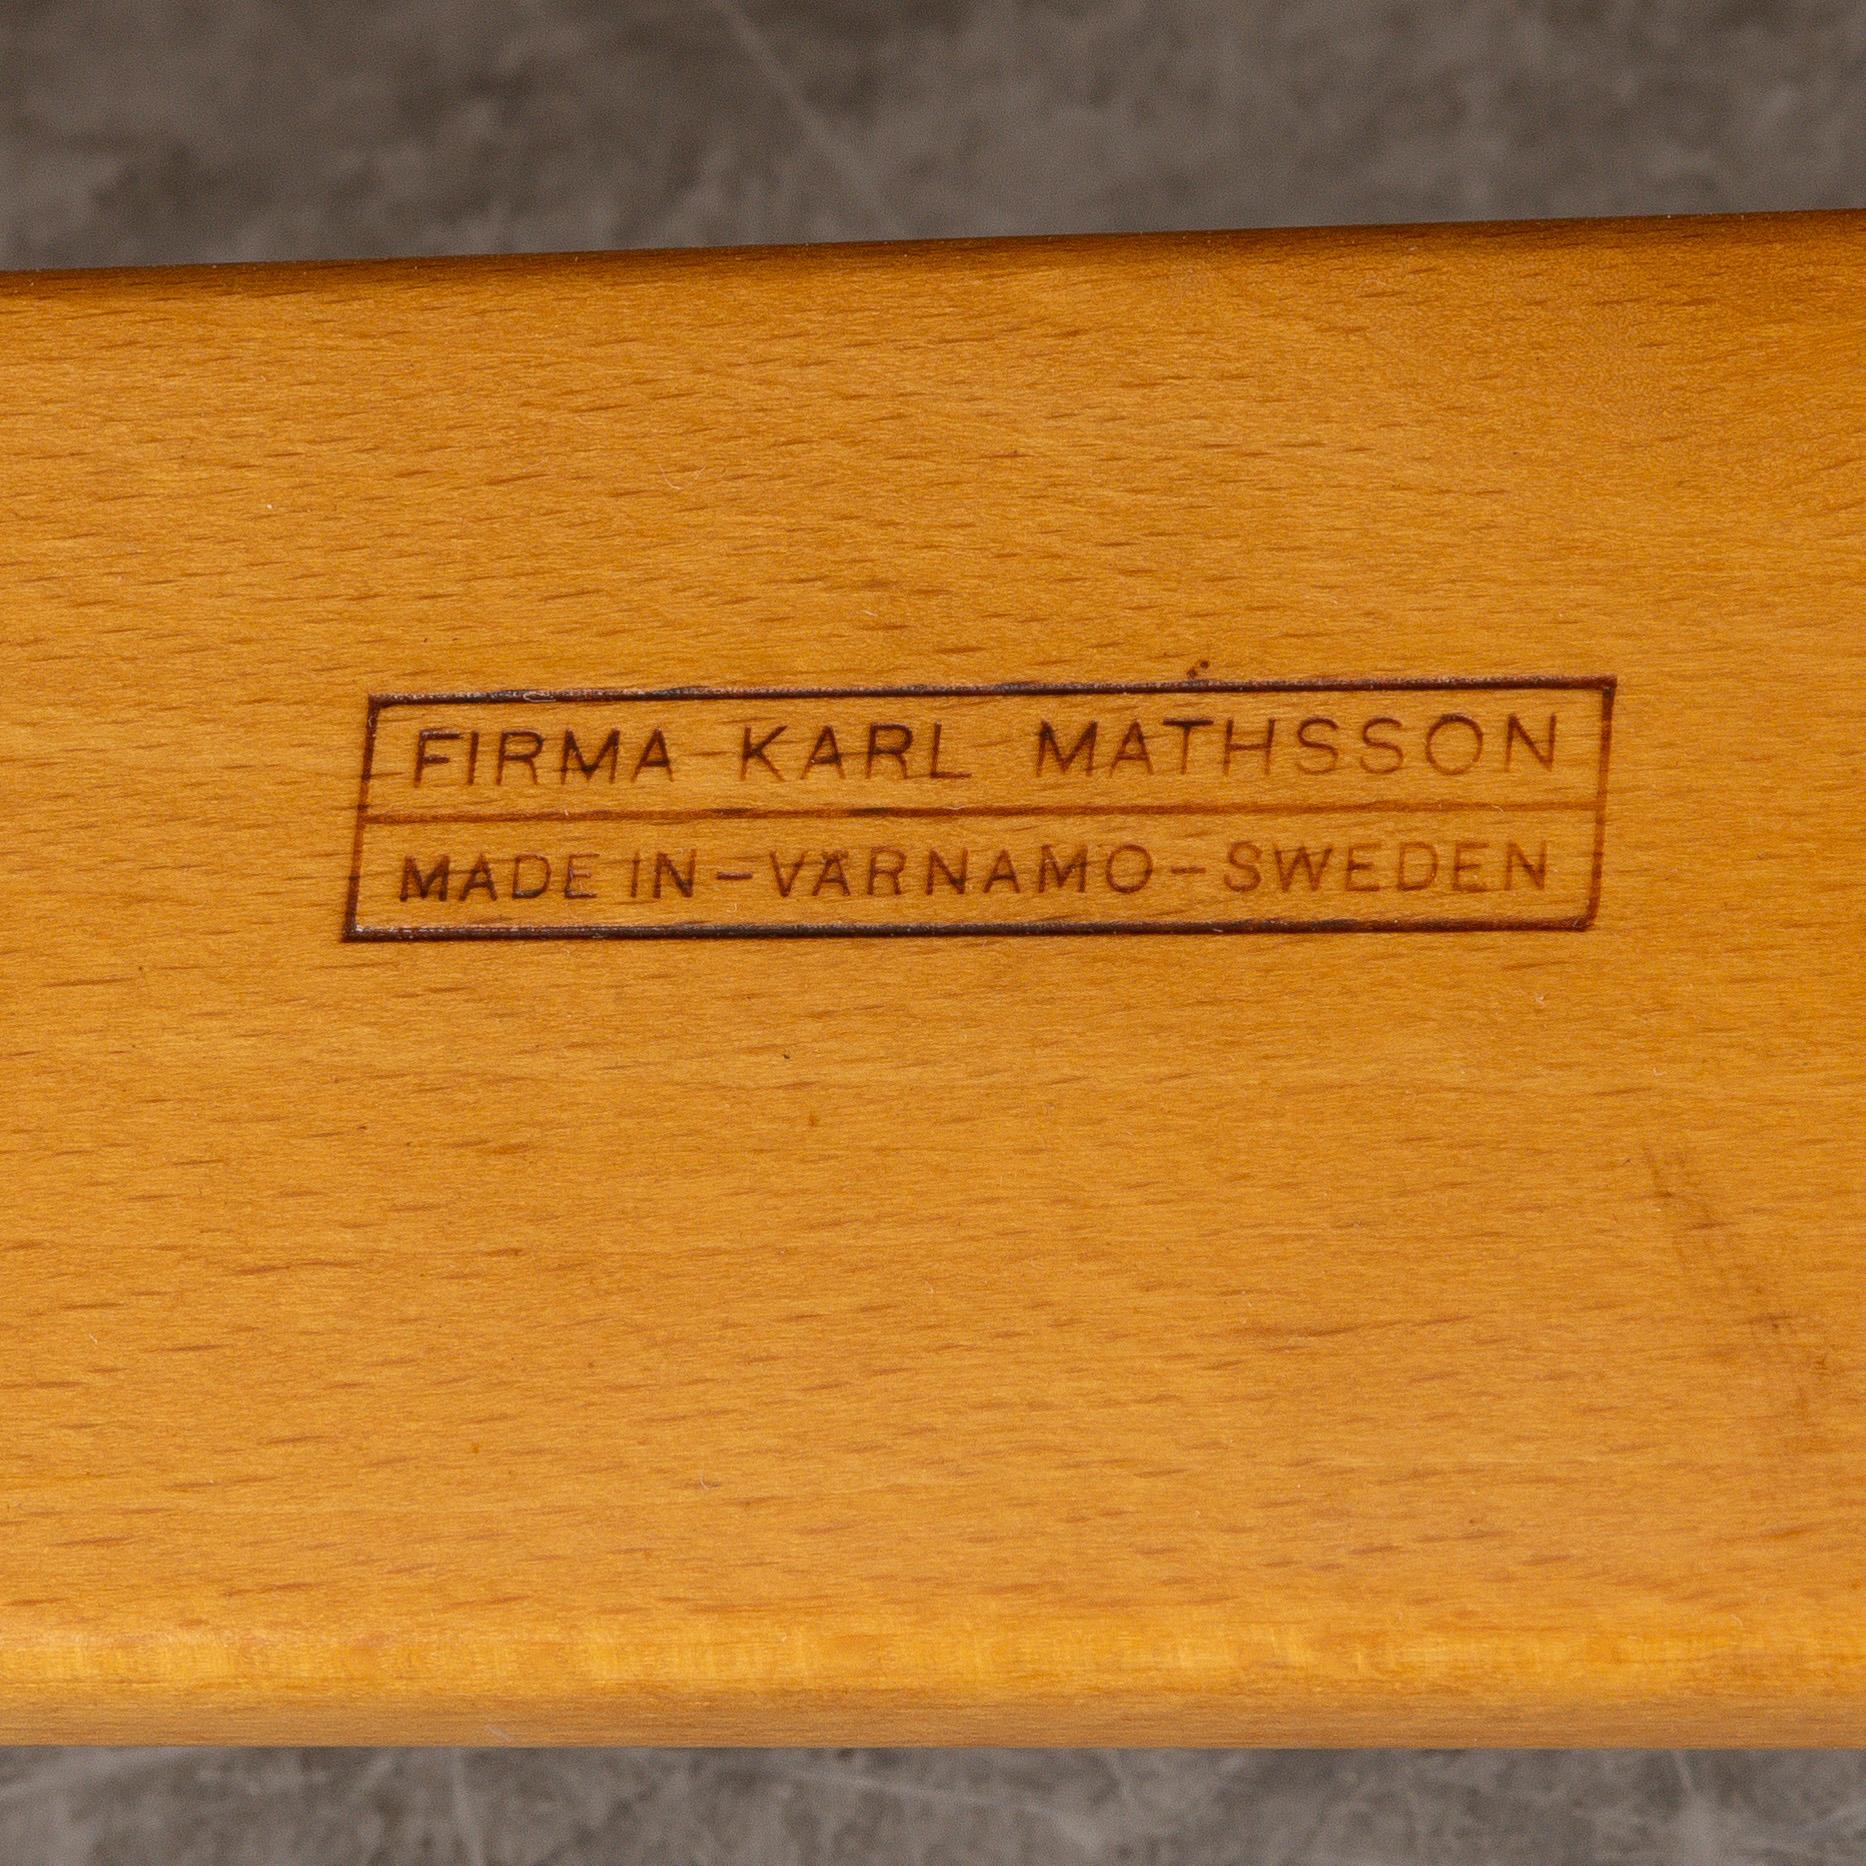 FIRMA KARL MATHSSON
MADE IN-VÄRNAMO-SWEDEN